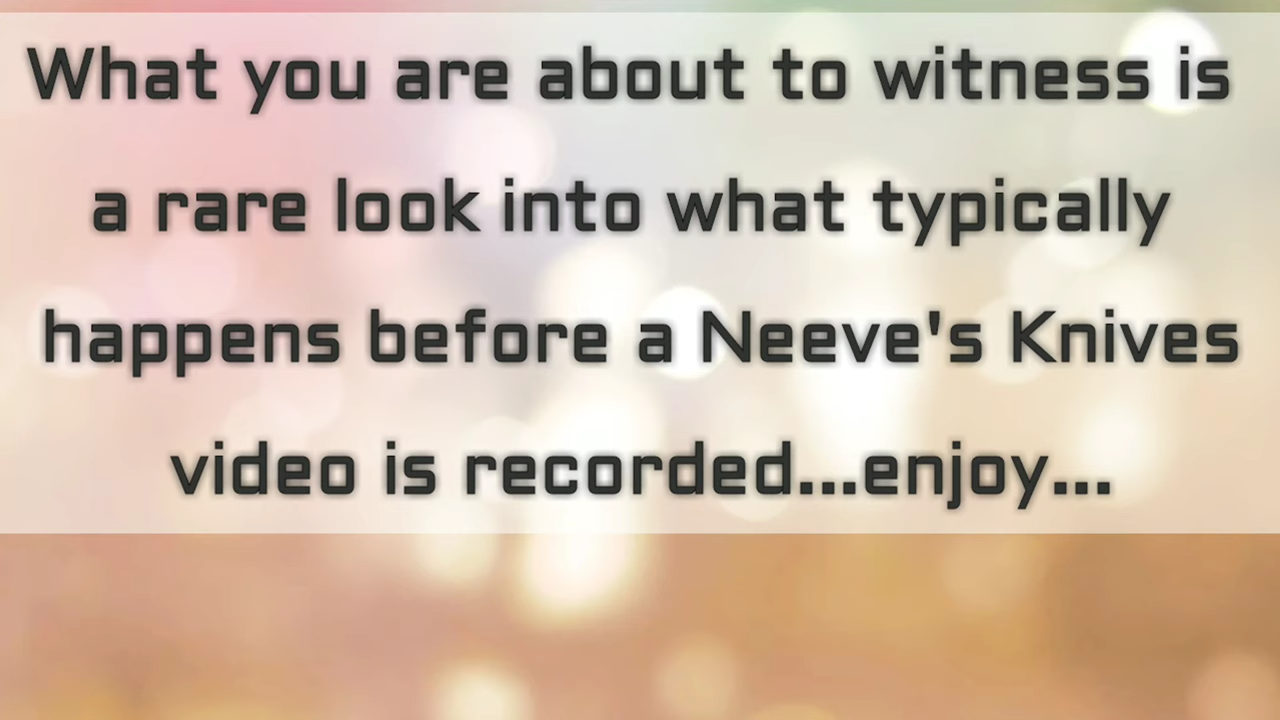 What you are about to witness is
a rare look into what typically
happens before a Neeve's Knives
video is recorded...enjoy...